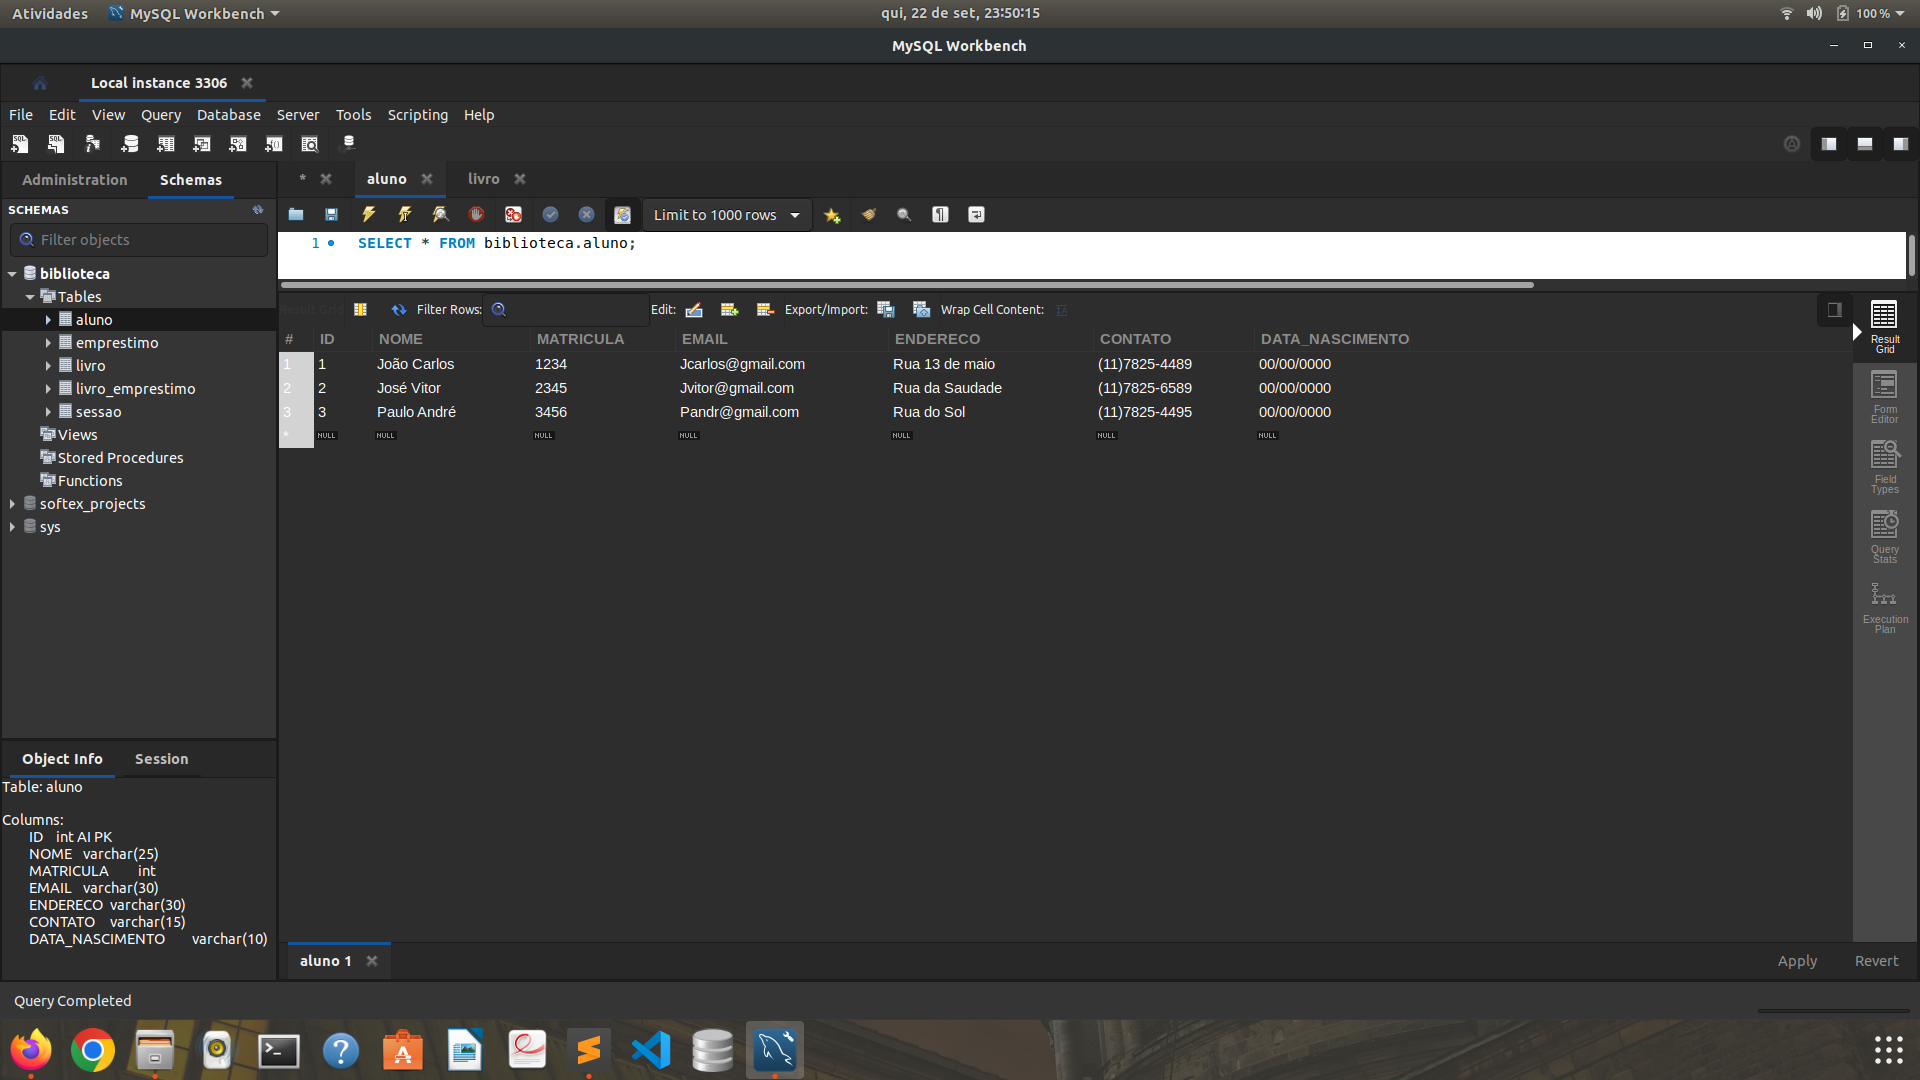 Atividades MySQL Workbench qui, 22 de set, 23:50:15 100 %
MySQL Workbench
Local instance 3306
File Edit View Query Database Server Tools Scripting Help
Administration Schemas
* aluno livro
SCHEMAS
Filter objects
biblioteca
Tables
aluno
emprestimo
livro
livro_emprestimo
sessao
Views
Stored Procedures
Functions
softex_projects
sys
Limit to 1000 rows
1 SELECT * FROM biblioteca.aluno;
Result Grid Filter Rows: Edit: Export/Import: Wrap Cell Content:
# ID NOME MATRICULA EMAIL ENDERECO CONTATO DATA_NASCIMENTO
1 1 João Carlos 1234 Jcarlos@gmail.com Rua 13 de maio (11)7825-4489 00/00/0000
2 2 José Vitor 2345 Jvitor@gmail.com Rua da Saudade (11)7825-6589 00/00/0000
3 3 Paulo André 3456 Pandr@gmail.com Rua do Sol (11)7825-4495 00/00/0000
* NULL NULL NULL NULL NULL NULL NULL
Result
Grid
Form
Editor
Field
Types
Query
Stats
Execution
Plan
Object Info Session
Table: aluno
Columns:
ID int AI PK
NOME varchar(25)
MATRICULA int
EMAIL varchar(30)
ENDERECO varchar(30)
CONTATO varchar(15)
DATA_NASCIMENTO varchar(10)
aluno 1 Apply Revert
Query Completed